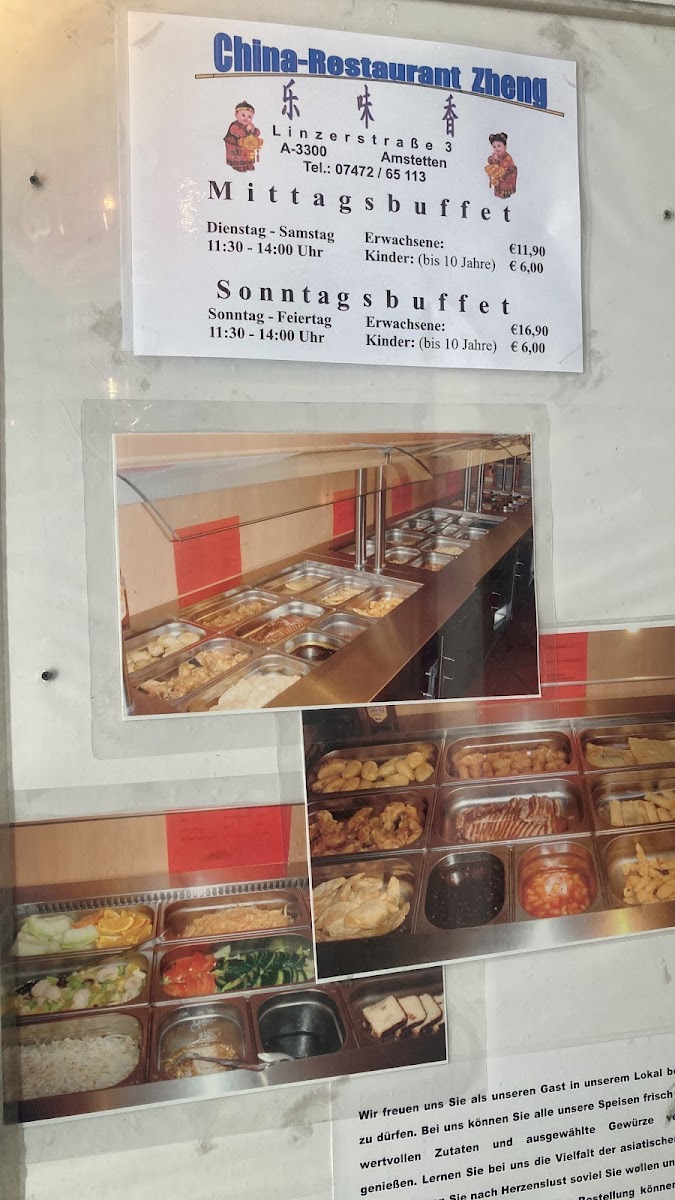 China-Restaurant Zheng
乐 味 香
Linzerstraße 3
A-3300 Amstetten
Tel.: 07472 / 65 113
Mittagsbuffet
Dienstag - Samstag Erwachsene: €11,90
11:30 - 14:00 Uhr Kinder: (bis 10 Jahre) € 6,00
Sonntagsbuffet
Sonntag - Feiertag Erwachsene: €16,90
11:30 - 14:00 Uhr Kinder: (bis 10 Jahre) € 6,00
Wir freuen uns Sie als unseren Gast in unserem Lokal
zu dürfen. Bei uns können Sie alle unsere Speisen frisch
wertvollen Zutaten und ausgewählte Gewürze
genießen. Lernen Sie bei uns die Vielfalt der asiatischen
Sie nach Herzenslust soviel Sie wollen
Bestellung können